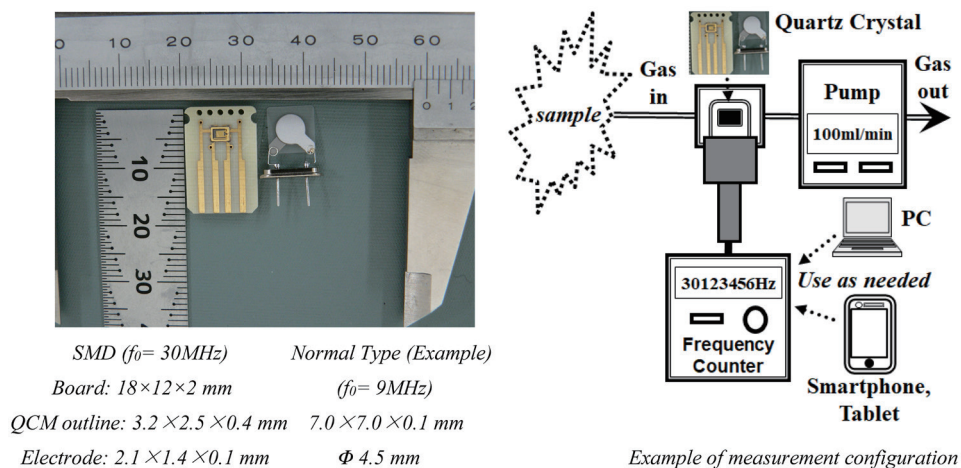 0 10 20 30 40 50 60
0 1 2
10
20
30
SMD (f0= 30MHz)
Normal Type (Example)
Board: 18×12×2 mm
(f0= 9MHz)
QCM outline: 3.2 ×2.5 ×0.4 mm
7.0 ×7.0 ×0.1 mm
Electrode: 2.1 ×1.4 ×0.1 mm
Φ 4.5 mm
Quartz Crystal
sample
Gas
in
Pump
100ml/min
Gas
out
PC
Use as needed
30123456Hz
Frequency
Counter
Smartphone,
Tablet
Example of measurement configuration